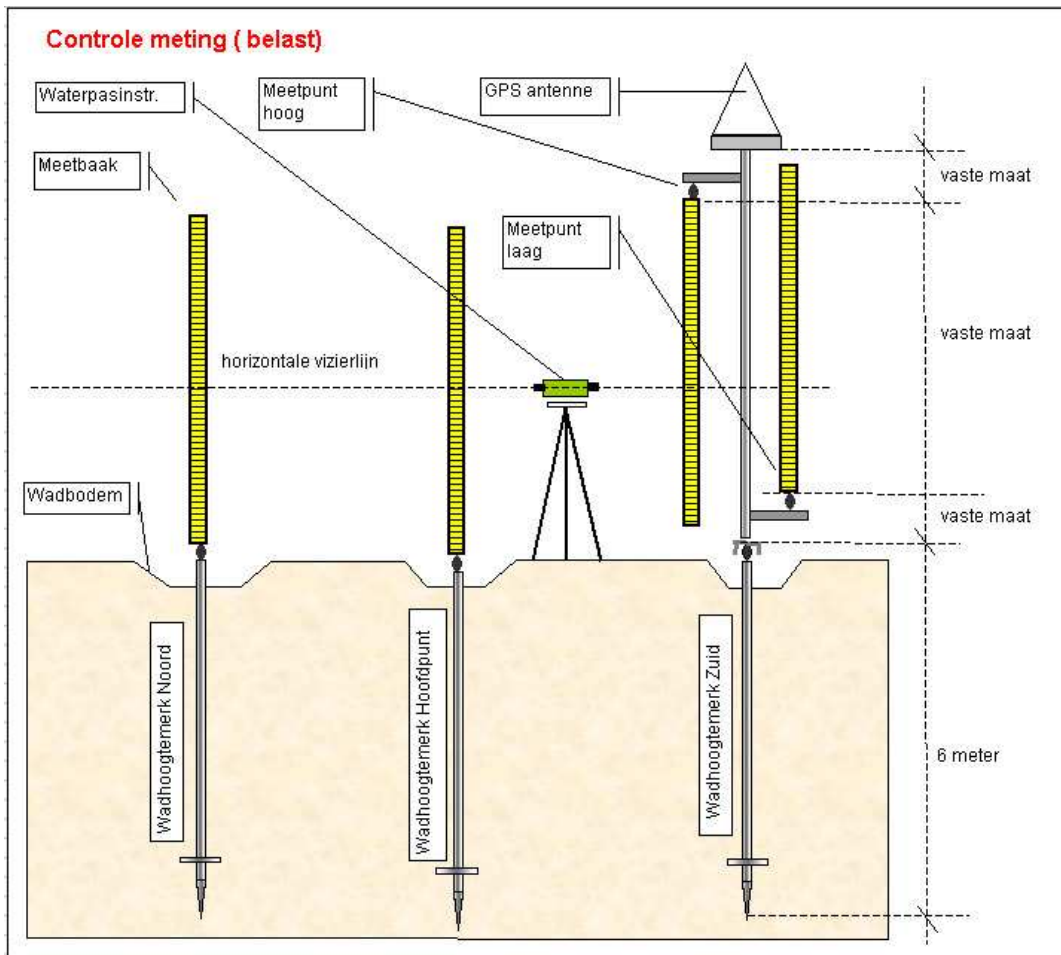 Controle meting ( belast)
Waterpasinstr.
Meetpunt
hoog
GPS antenne
Meetbaak
vaste maat
Meetpunt
laag
horizontale vizierlijn
vaste maat
Wadbodem
vaste maat
Wadhoogtemerk Noord
Wadhoogtemerk Hoofdpunt
Wadhoogtemerk Zuid
6 meter